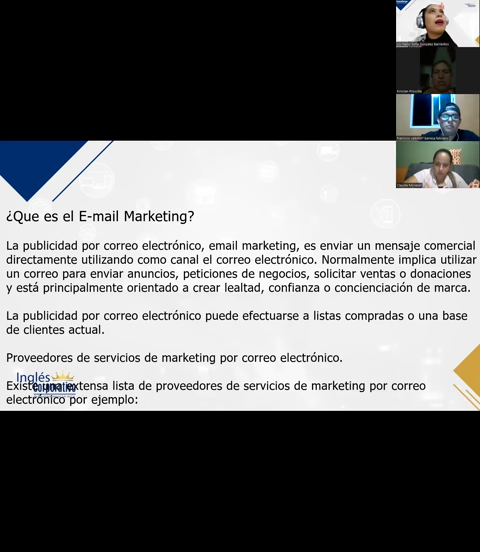 ¿Que es el E-mail Marketing?
La publicidad por correo electrónico, email marketing, es enviar un mensaje comercial
directamente utilizando como canal el correo electrónico. Normalmente implica utilizar
un correo para enviar anuncios, peticiones de negocios, solicitar ventas o donaciones
y está principalmente orientado a crear lealtad, confianza o concienciación de marca.
La publicidad por correo electrónico puede efectuarse a listas compradas o una base
de clientes actual.
Proveedores de servicios de marketing por correo electrónico.
Inglés
CORPORATIVO
Existe una extensa lista de proveedores de servicios de marketing por correo
electrónico por ejemplo: